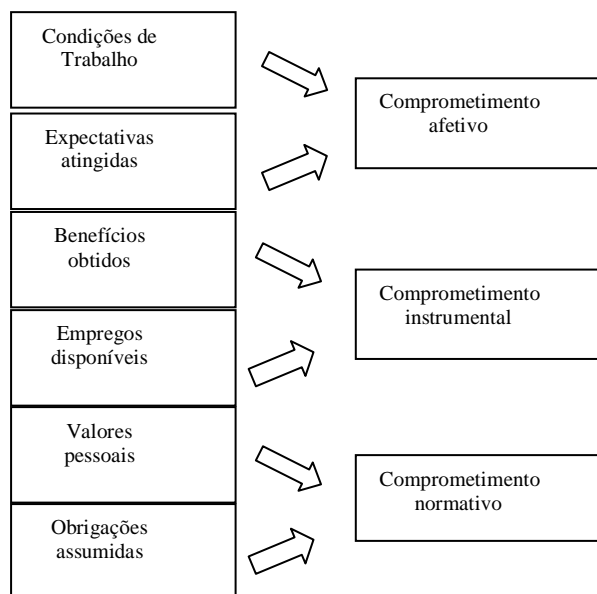 Condições de
Trabalho
Expectativas
atingidas
Benefícios
obtidos
Empregos
disponíveis
Valores
pessoais
Obrigações
assumidas
Comprometimento
afetivo
Comprometimento
instrumental
Comprometimento
normativo